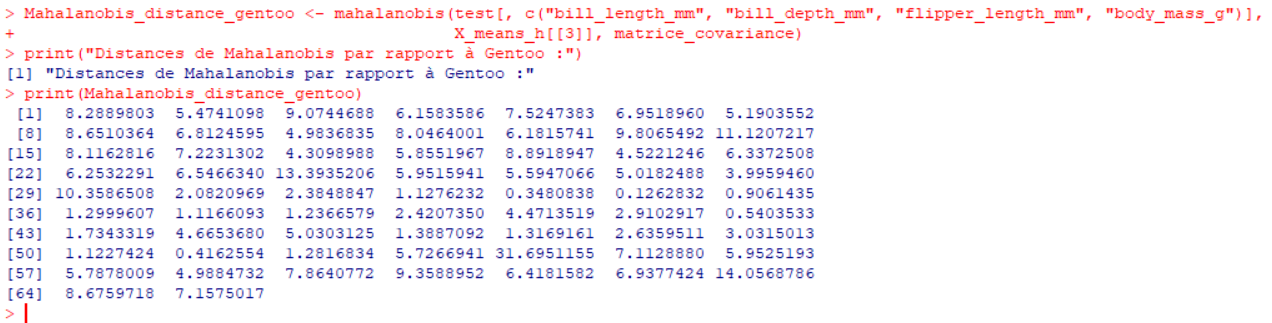 > Mahalanobis_distance_gentoo <- mahalanobis(test[, c("bill_length_mm", "bill_depth_mm", "flipper_length_mm", "body_mass_g")],
+ X_means_h[[3]], matrice_covariance)
> print("Distances de Mahalanobis par rapport à Gentoo :")
[1] "Distances de Mahalanobis par rapport à Gentoo :"
> print(Mahalanobis_distance_gentoo)
[1] 8.2889803 5.4741098 9.0744688 6.1583586 7.5247383 6.9518960 5.1903552
[8] 8.6510364 6.8124595 4.9836835 8.0464001 6.1815741 9.8065492 11.1207217
[15] 8.1162816 7.2231302 4.3098988 5.8551967 8.8918947 4.5221246 6.3372508
[22] 6.2532291 6.5466340 13.3935206 5.9515941 5.5947066 5.0182488 3.9959460
[29] 10.3586508 2.0820969 2.3848847 1.1276232 0.3480838 0.1262832 0.9061435
[36] 1.2999607 1.1166093 1.2366579 2.4207350 4.4713519 2.9102917 0.5403533
[43] 1.7343319 4.6653680 5.0303125 1.3887092 1.3169161 2.6359511 3.0315013
[50] 1.1227424 0.4162554 1.2816834 5.7266941 31.6951155 7.1128880 5.9525193
[57] 5.7878009 4.9884732 7.8640772 9.3588952 6.4181582 6.9377424 14.0568786
[64] 8.6759718 7.1575017
>